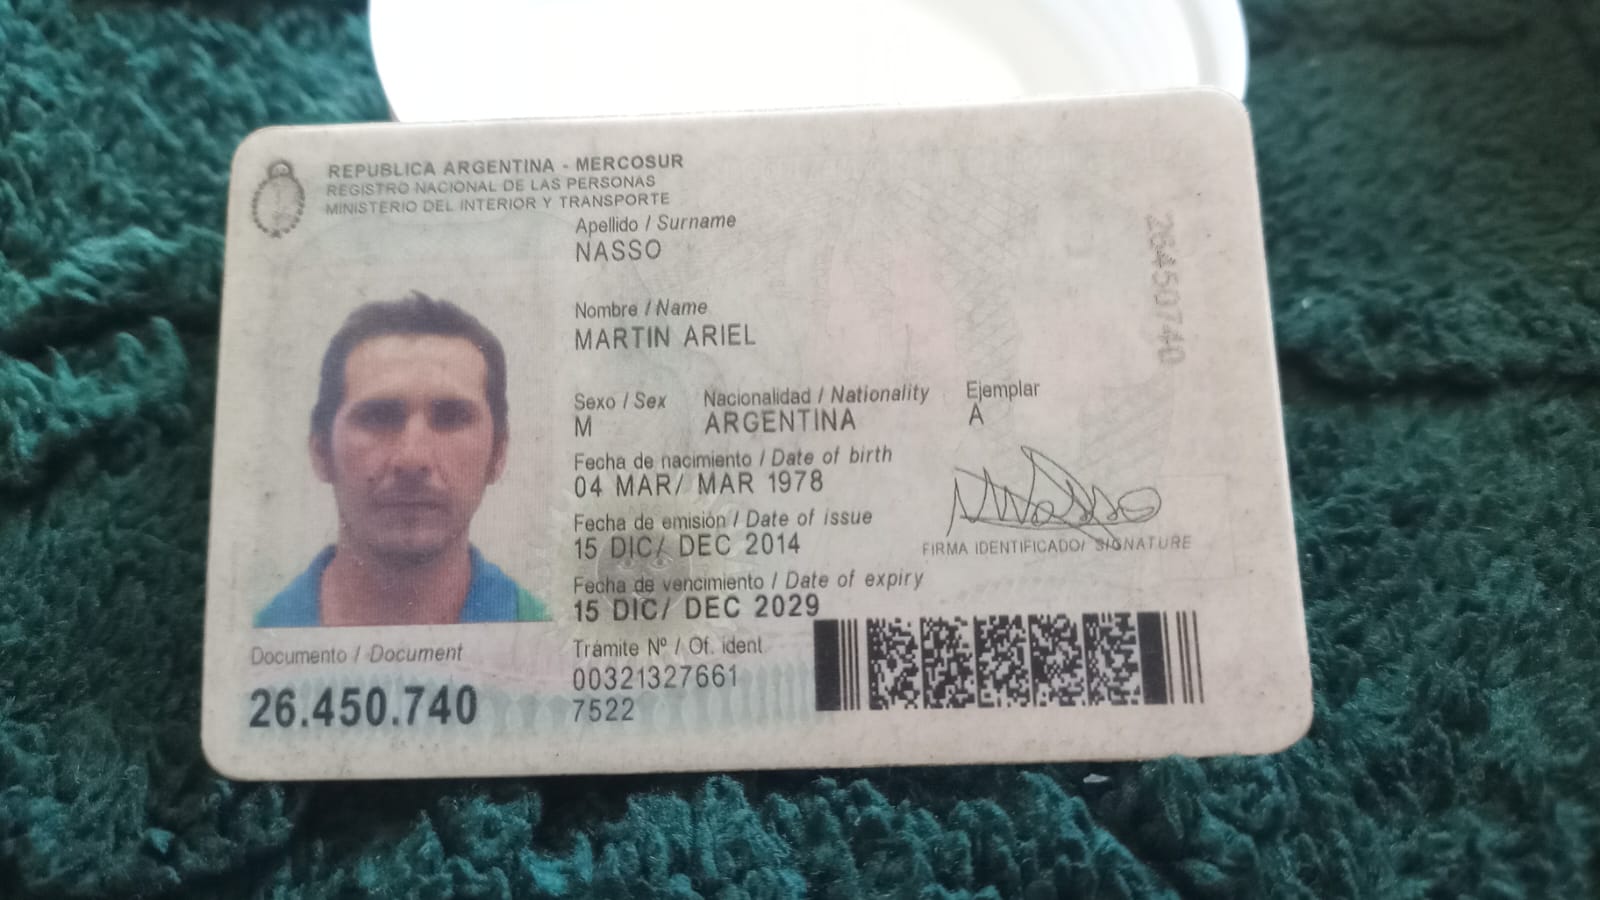 REPUBLICA ARGENTINA - MERCOSUR
REGISTRO NACIONAL DE LAS PERSONAS
MINISTERIO DEL INTERIOR Y TRANSPORTE
Apellido / Surname
NASSO
Nombre / Name
MARTIN ARIEL
Sexo / Sex Nacionalidad / Nationality Ejemplar
M ARGENTINA A
Fecha de nacimiento / Date of birth
04 MAR/ MAR 1978
Fecha de emisión / Date of issue
15 DIC/ DEC 2014
Fecha de vencimiento / Date of expiry
15 DIC/ DEC 2029
FIRMA IDENTIFICADO/ SIGNATURE
Documento / Document
26.450.740
Trámite Nº / Of. ident
00321327661
7522
26450740
MNasso